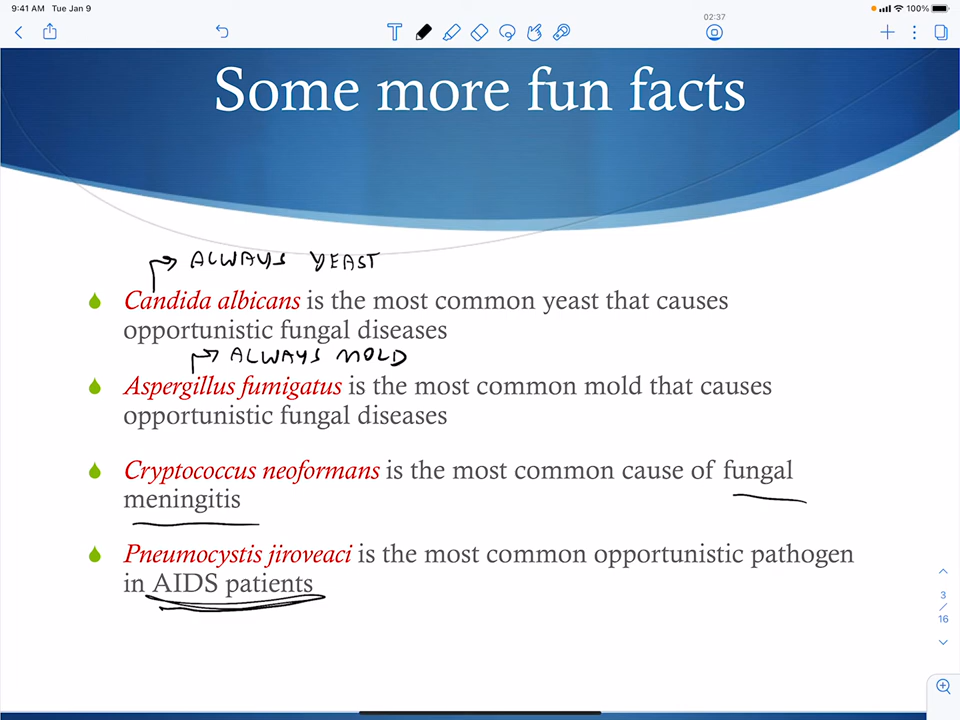 9:41 AM Tue Jan 9
100%
02:37
Some more fun facts
ALWAYS YEAST
Candida albicans is the most common yeast that causes
opportunistic fungal diseases
ALWAYS MOLD
Aspergillus fumigatus is the most common mold that causes
opportunistic fungal diseases
Cryptococcus neoformans is the most common cause of fungal
meningitis
Pneumocystis jiroveaci is the most common opportunistic pathogen
in AIDS patients
3
/
16